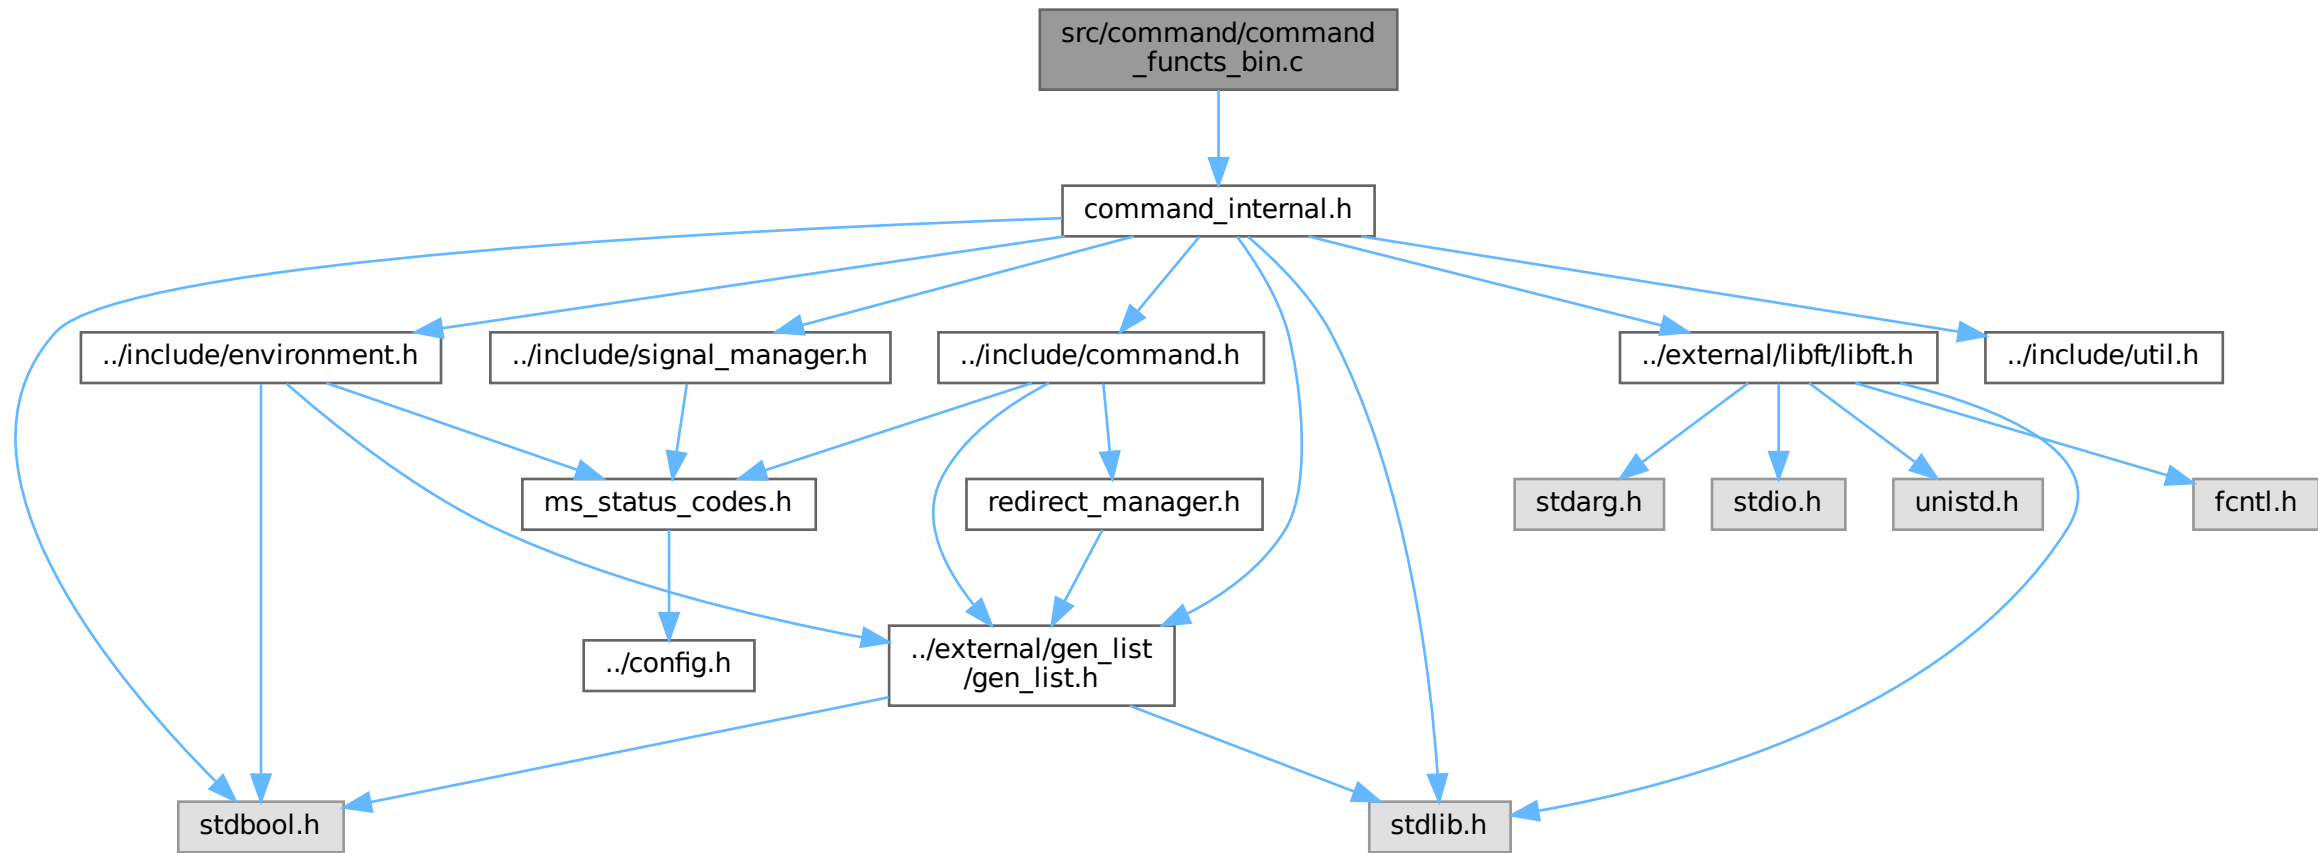 src/command/command
_functs_bin.c
command_internal.h
../include/environment.h
../include/signal_manager.h
../include/command.h
../external/libft/libft.h
../include/util.h
ms_status_codes.h
redirect_manager.h
stdarg.h
stdio.h
unistd.h
fcntl.h
../config.h
../external/gen_list
/gen_list.h
stdbool.h
stdlib.h